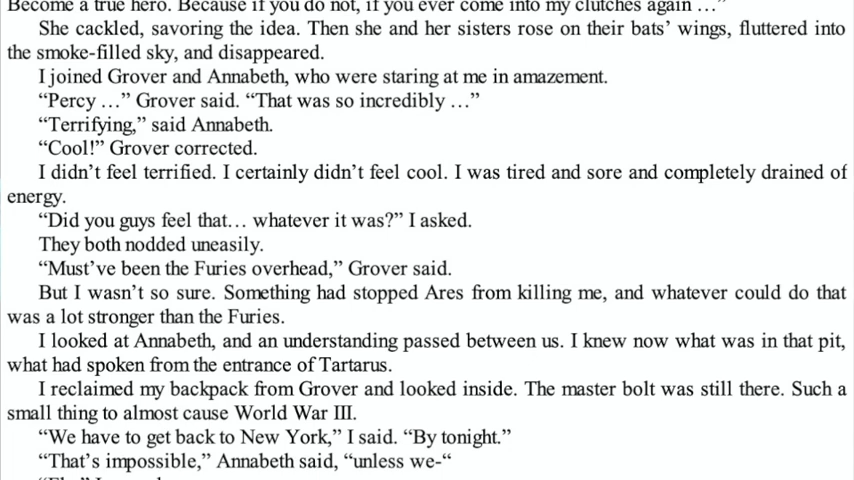 Become a true hero. Because if you do not, if you ever come into my clutches again …”
She cackled, savoring the idea. Then she and her sisters rose on their bats’ wings, fluttered into
the smoke-filled sky, and disappeared.
I joined Grover and Annabeth, who were staring at me in amazement.
“Percy …” Grover said. “That was so incredibly …”
“Terrifying,” said Annabeth.
“Cool!” Grover corrected.
I didn’t feel terrified. I certainly didn’t feel cool. I was tired and sore and completely drained of
energy.
“Did you guys feel that… whatever it was?” I asked.
They both nodded uneasily.
“Must’ve been the Furies overhead,” Grover said.
But I wasn’t so sure. Something had stopped Ares from killing me, and whatever could do that
was a lot stronger than the Furies.
I looked at Annabeth, and an understanding passed between us. I knew now what was in that pit,
what had spoken from the entrance of Tartarus.
I reclaimed my backpack from Grover and looked inside. The master bolt was still there. Such a
small thing to almost cause World War III.
“We have to get back to New York,” I said. “By tonight.”
“That’s impossible,” Annabeth said, “unless we-“